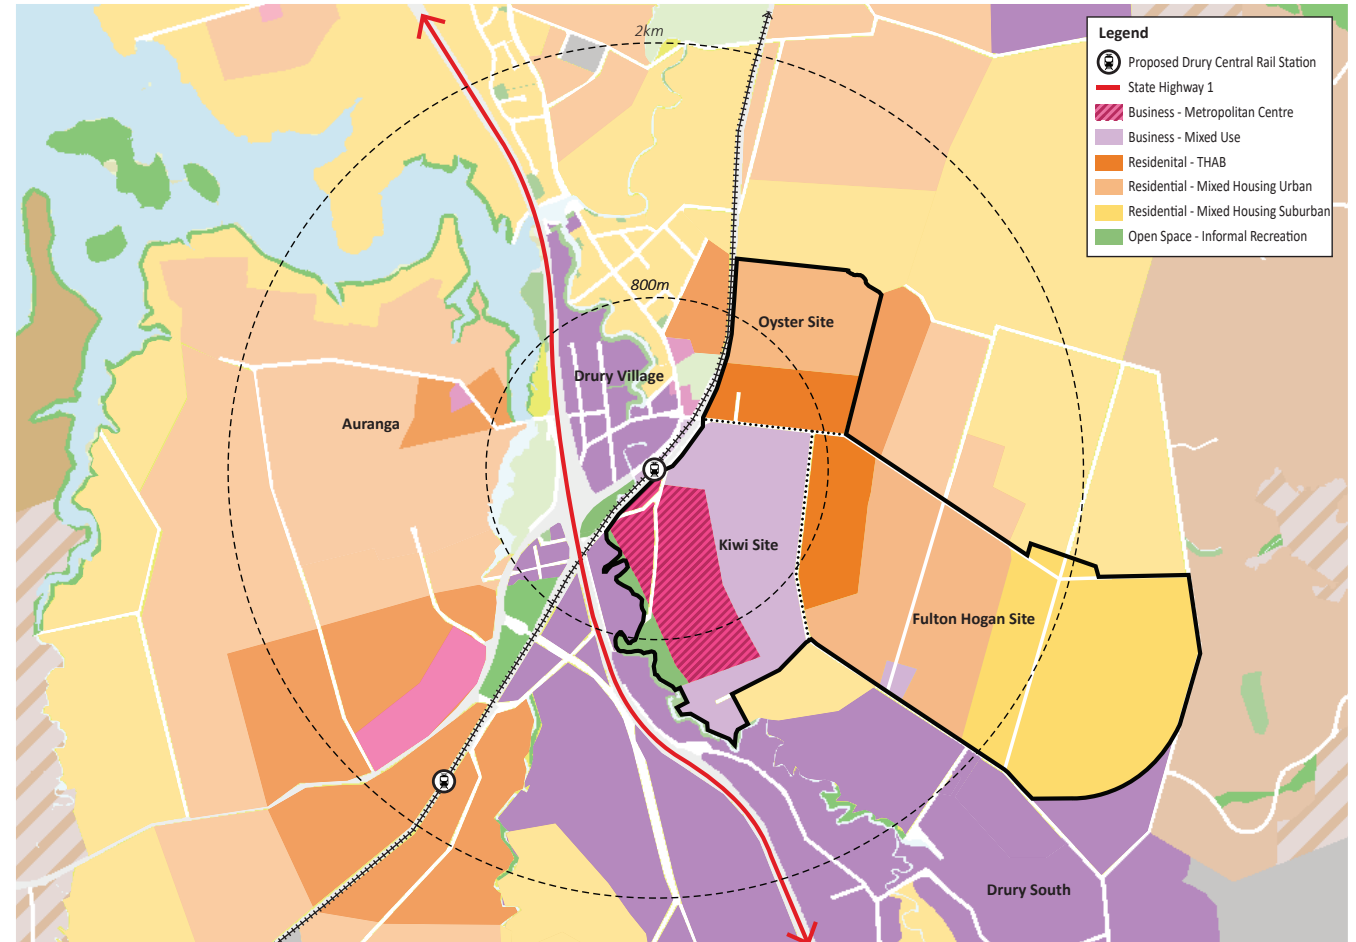 2km
Legend
Proposed Drury Central Rail Station
State Highway 1
Business - Metropolitan Centre
Business - Mixed Use
Residenital - THAB
Residential - Mixed Housing Urban
Residential - Mixed Housing Suburban
Open Space - Informal Recreation
800m
Oyster Site
Drury Village
Auranga
Kiwi Site
Fulton Hogan Site
Drury South